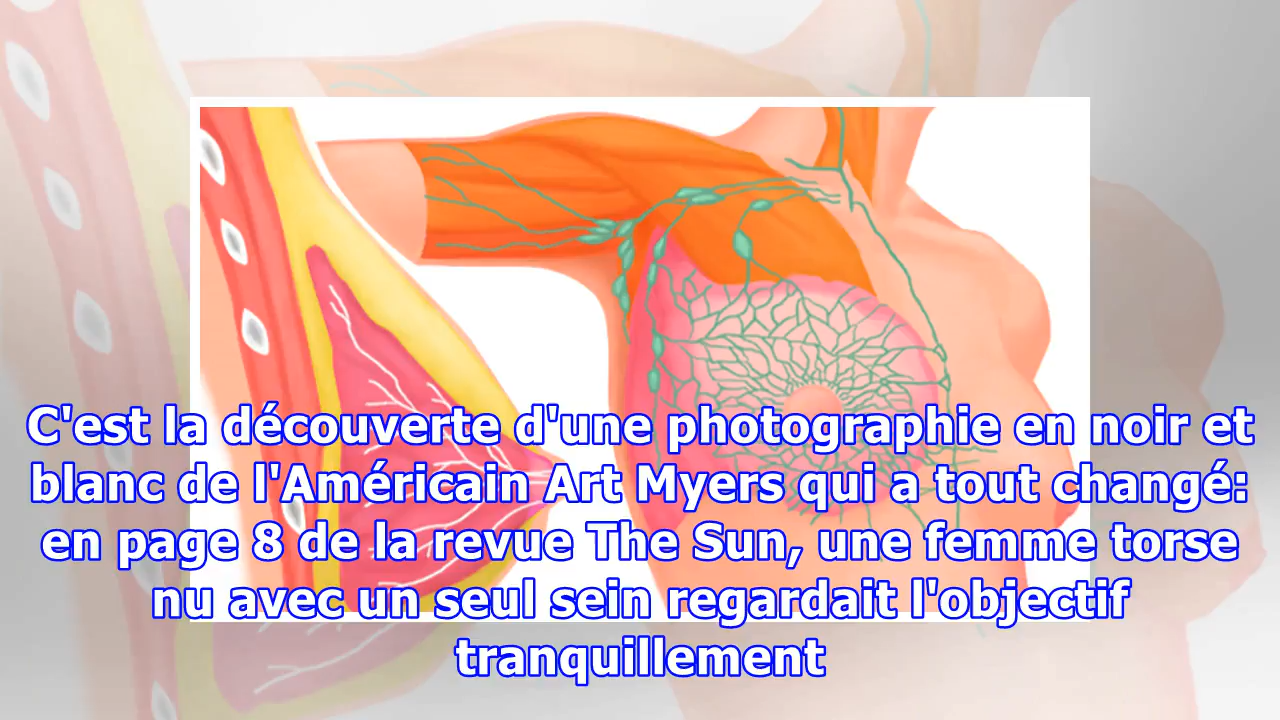 C'est la découverte d'une photographie en noir et
blanc de l'Américain Art Myers qui a tout changé:
en page 8 de la revue The Sun, une femme torse
nu avec un seul sein regardait l'objectif
tranquillement